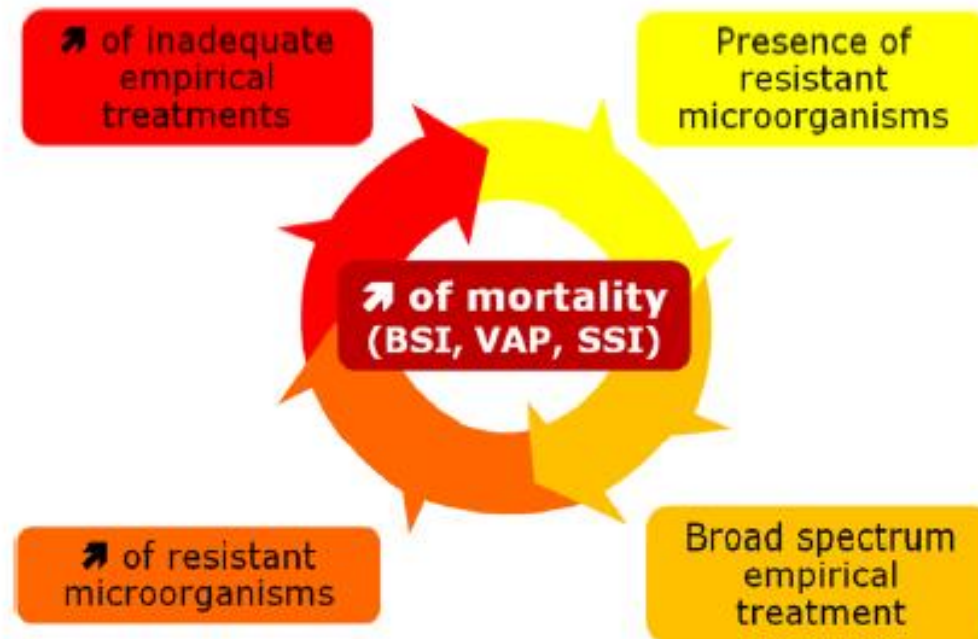 ↗ of inadequate
empirical
treatments
Presence of
resistant
microorganisms
↗ of mortality
(BSI, VAP, SSI)
↗ of resistant
microorganisms
Broad spectrum
empirical
treatment